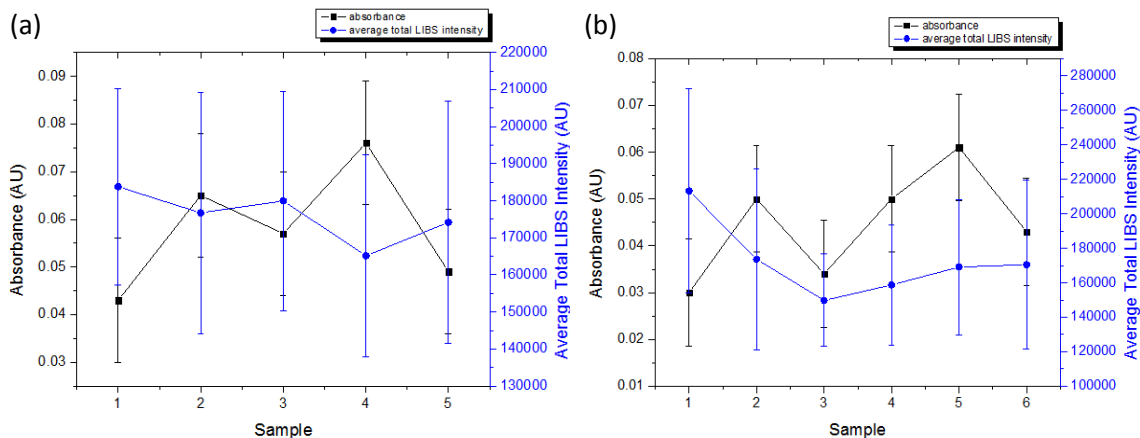 (a)
absorbance
average total LIBS intensity
0.09
0.08
0.07
0.06
0.05
0.04
0.03
Absorbance (AU)
220000
210000
200000
190000
180000
170000
160000
150000
140000
130000
Average Total LIBS Intensity (AU)
1 2 3 4 5
Sample
(b)
absorbance
average total LIBS intensity
0.08
0.07
0.06
0.05
0.04
0.03
0.02
0.01
Absorbance (AU)
280000
260000
240000
220000
200000
180000
160000
140000
120000
100000
Average Total LIBS Intensity (AU)
1 2 3 4 5 6
Sample